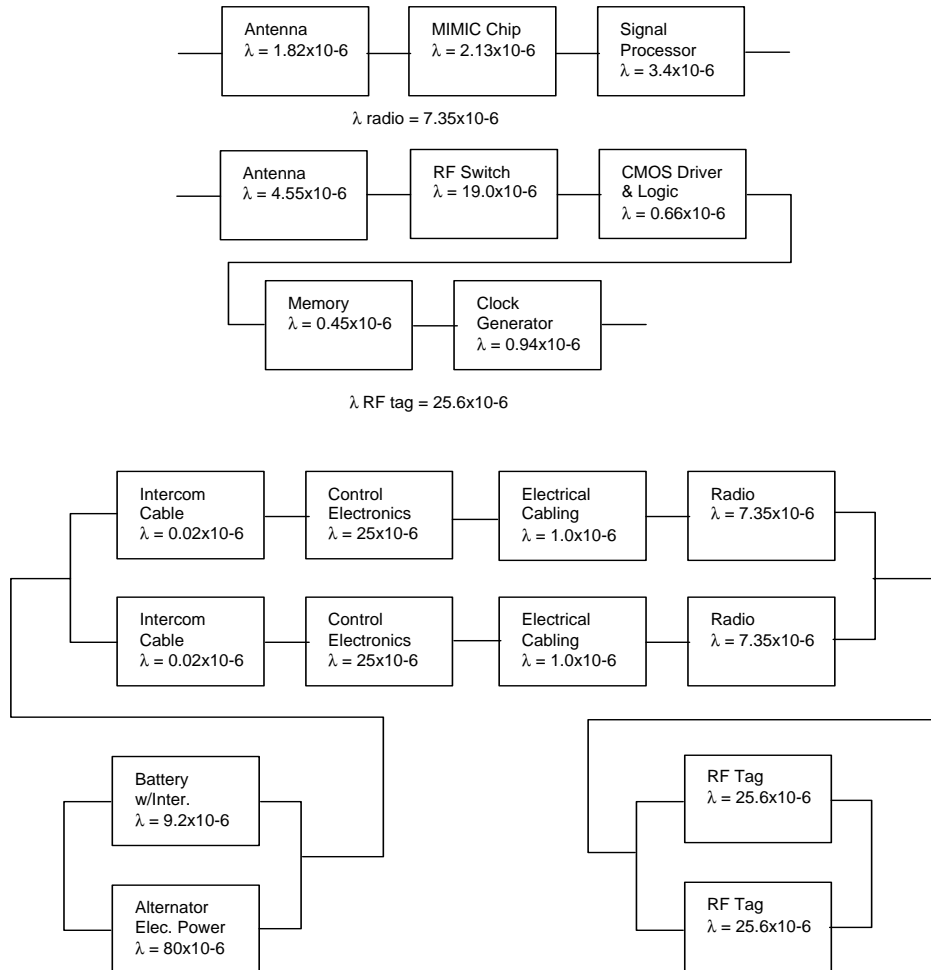 Antenna
λ = 1.82x10-6
MIMIC Chip
λ = 2.13x10-6
Signal
Processor
λ = 3.4x10-6
λ radio = 7.35x10-6
Antenna
λ = 4.55x10-6
RF Switch
λ = 19.0x10-6
CMOS Driver
& Logic
λ = 0.66x10-6
Memory
λ = 0.45x10-6
Clock
Generator
λ = 0.94x10-6
λ RF tag = 25.6x10-6
Intercom
Cable
λ = 0.02x10-6
Control
Electronics
λ = 25x10-6
Electrical
Cabling
λ = 1.0x10-6
Radio
λ = 7.35x10-6
Intercom
Cable
λ = 0.02x10-6
Control
Electronics
λ = 25x10-6
Electrical
Cabling
λ = 1.0x10-6
Radio
λ = 7.35x10-6
Battery
w/Inter.
λ = 9.2x10-6
RF Tag
λ = 25.6x10-6
Alternator
Elec. Power
λ = 80x10-6
RF Tag
λ = 25.6x10-6